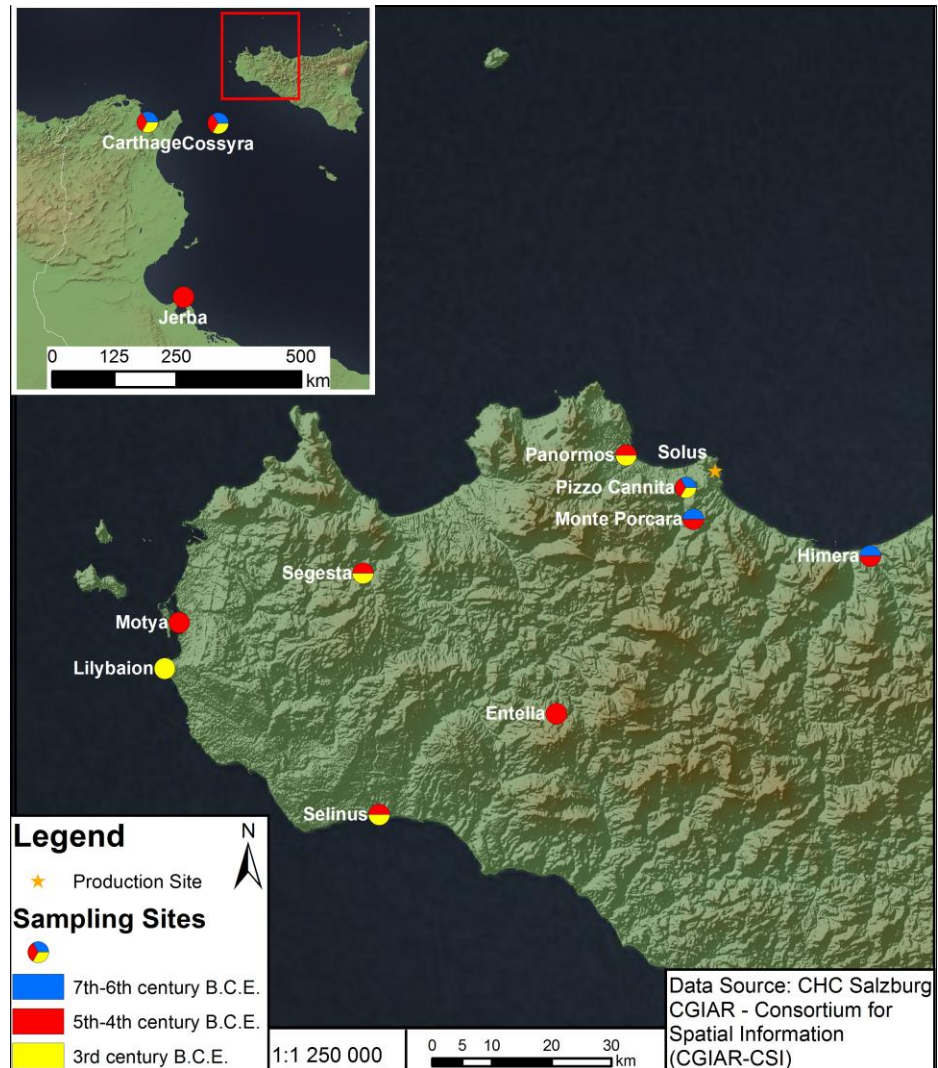 CarthageCossyra
Jerba
0 125 250 500
km
Panormos
Solus
Pizzo Cannita
Monte Porcara
Himera
Segesta
Motya
Lilybaion
Entella
Selinus
Legend
N
Production Site
Sampling Sites
7th-6th century B.C.E.
5th-4th century B.C.E.
3rd century B.C.E.
1:1 250 000
0 5 10 20 30
km
Data Source: CHC Salzburg
CGIAR - Consortium for
Spatial Information
(CGIAR-CSI)